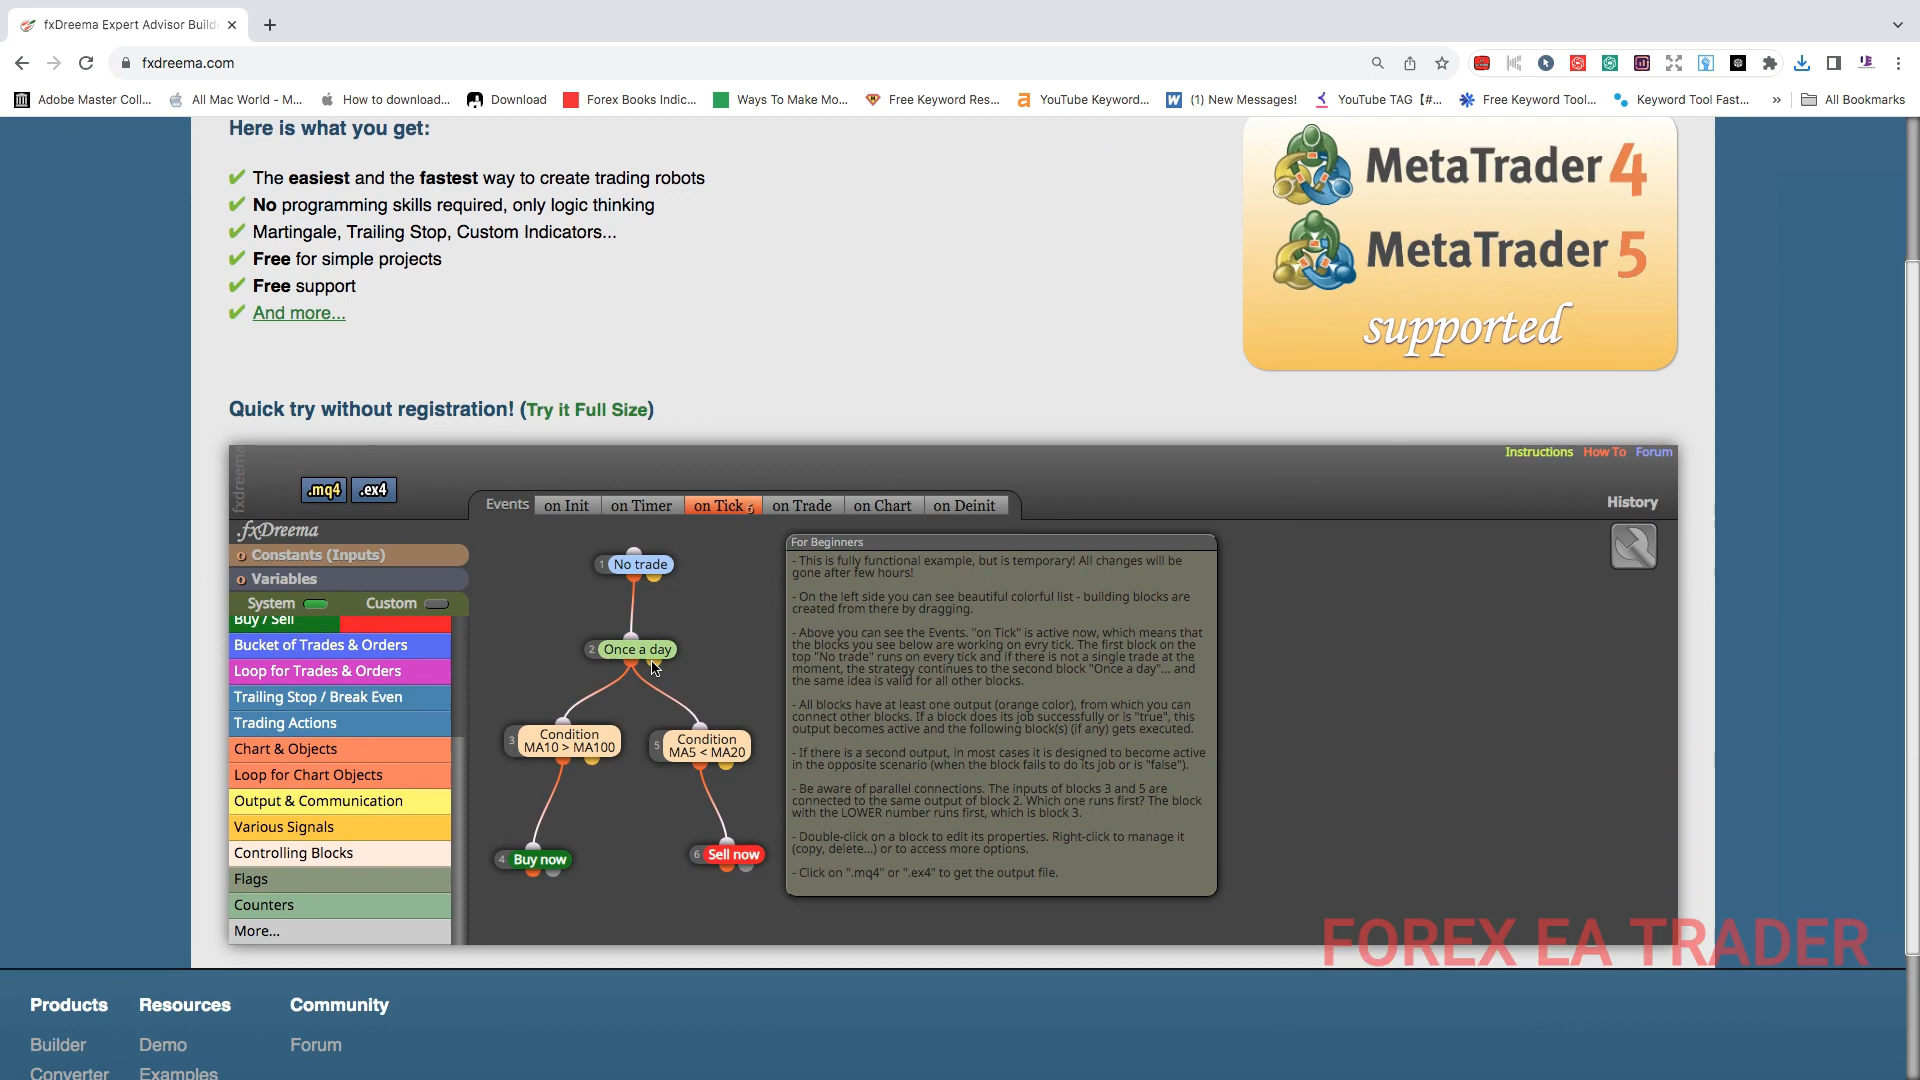 fxDreema Expert Advisor Build
fxdreema.com
Adobe Master Coll...
All Mac World - M...
How to download...
Download
Forex Books Indic...
Ways To Make Mo...
Free Keyword Res...
YouTube Keyword...
(1) New Messages!
YouTube TAG【#...
Free Keyword Tool...
Keyword Tool Fast...
»
All Bookmarks
Here is what you get:
The easiest and the fastest way to create trading robots
No programming skills required, only logic thinking
Martingale, Trailing Stop, Custom Indicators...
Free for simple projects
Free support
And more...
MetaTrader 4
MetaTrader 5
supported
Quick try without registration! (Try it Full Size)
Instructions How To Forum
fxdreema
.mq4 .ex4
Events on Init on Timer on Tick 6 on Trade on Chart on Deinit
History
.fxDreema
Constants (Inputs)
Variables
System Custom
Buy / Sell
Bucket of Trades & Orders
Loop for Trades & Orders
Trailing Stop / Break Even
Trading Actions
Chart & Objects
Loop for Chart Objects
Output & Communication
Various Signals
Controlling Blocks
Flags
Counters
More...
1 No trade
2 Once a day
3 Condition
MA10 > MA100
5 Condition
MA5 < MA20
4 Buy now
6 Sell now
For Beginners
- This is fully functional example, but is temporary! All changes will be
gone after few hours!
- On the left side you can see beautiful colorful list - building blocks are
created from there by dragging.
- Above you can see the Events. "on Tick" is active now, which means that
the blocks you see below are working on evry tick. The first block on the
top "No trade" runs on every tick and if there is not a single trade at the
moment, the strategy continues to the second block "Once a day"... and
the same idea is valid for all other blocks.
- All blocks have at least one output (orange color), from which you can
connect other blocks. If a block does its job successfully or is "true", this
output becomes active and the following block(s) (if any) gets executed.
- If there is a second output, in most cases it is designed to become active
in the opposite scenario (when the block fails to do its job or is "false").
- Be aware of parallel connections. The inputs of blocks 3 and 5 are
connected to the same output of block 2. Which one runs first? The block
with the LOWER number runs first, which is block 3.
- Double-click on a block to edit its properties. Right-click to manage it
(copy, delete...) or to access more options.
- Click on ".mq4" or ".ex4" to get the output file.
FOREX EA TRADER
Products
Resources
Community
Builder
Demo
Forum
Converter
Examples